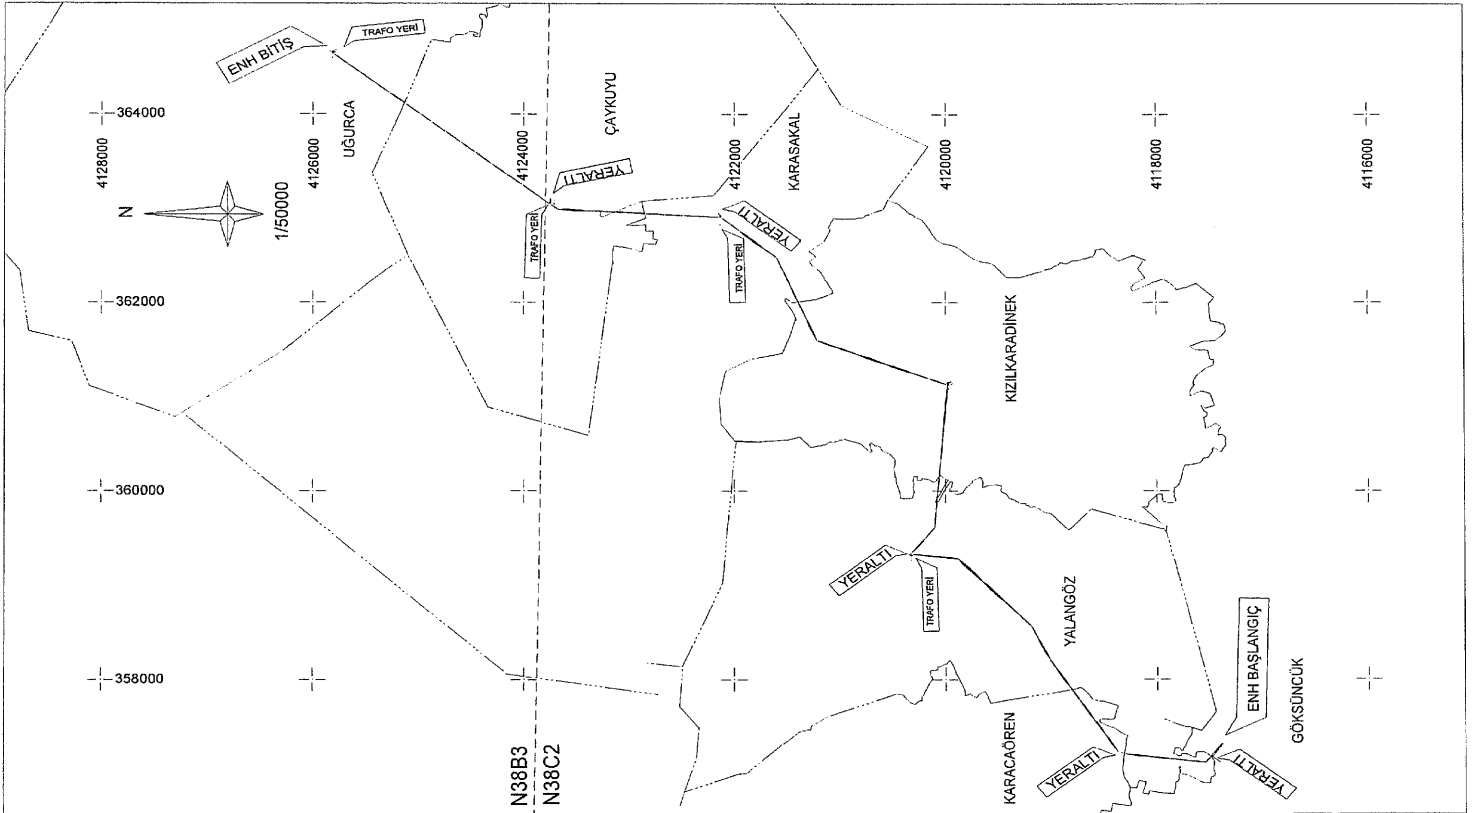 ENH BİTİŞ
TRAFO YERİ
364000
4128000
4126000
UĞURCA
4124000
ÇAYKUYU
4122000
KARASAKAL
4120000
4118000
4116000
N
1/50000
YERALTI
TRAFO YERİ
YERALTI
TRAFO YERİ
362000
KIZILKARADİNEK
360000
YERALTI
TRAFO YERİ
YALANGÖZ
358000
ENH BAŞLANGIÇ
GÖKSÜNCÜK
KARACAÖREN
N38B3
N38C2
YERALTI
YERALTI